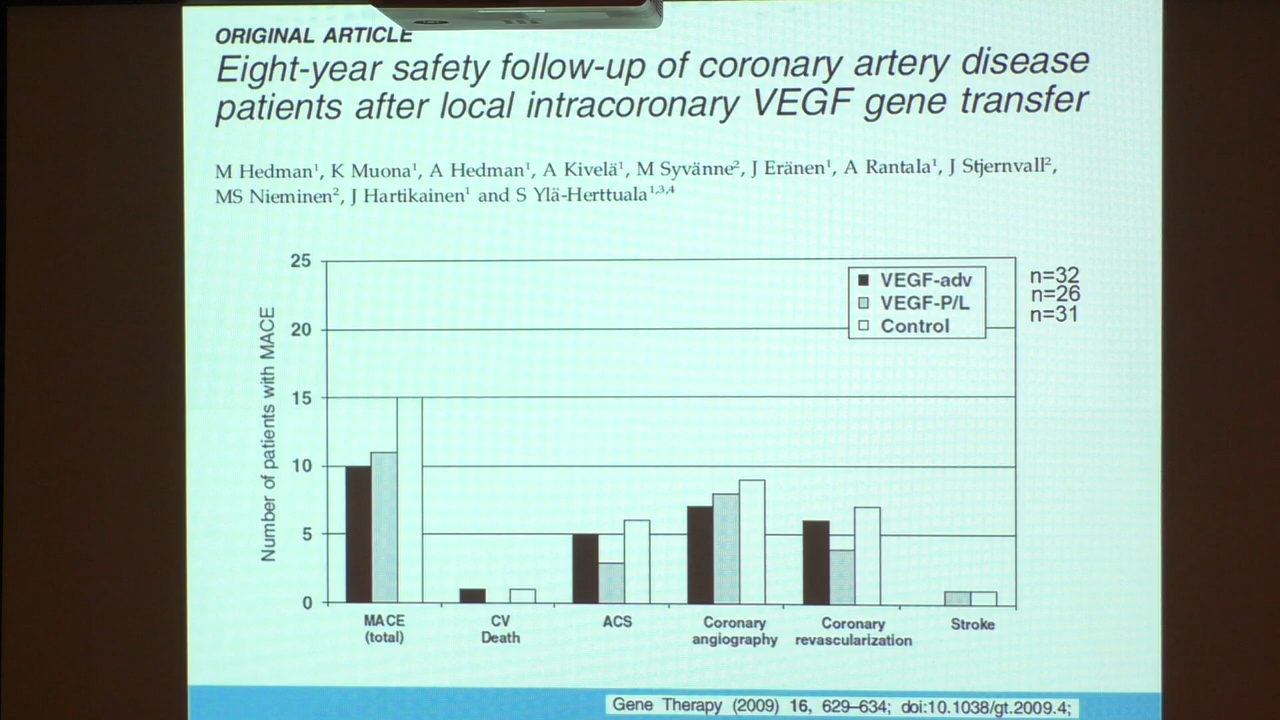 ORIGINAL ARTICLE
Eight-year safety follow-up of coronary artery disease
patients after local intracoronary VEGF gene transfer
M Hedman¹, K Muona¹, A Hedman¹, A Kivelä¹, M Syvänne², J Eränen¹, A Rantala¹, J Stjernvall²,
MS Nieminen², J Hartikainen¹ and S Ylä-Herttuala¹,³,⁴
Number of patients with MACE
25
20
15
10
5
0
VEGF-adv n=32
VEGF-P/L n=26
Control n=31
MACE
(total)
CV
Death
ACS
Coronary
angiography
Coronary
revascularization
Stroke
Gene Therapy (2009) 16, 629–634; doi:10.1038/gt.2009.4;